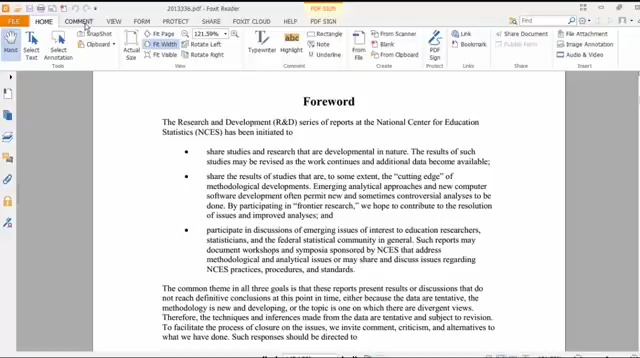 2013336.pdf - Foxit Reader
PDF SIGN
FILE HOME COMMENT VIEW FORM PROTECT SHARE FOXIT CLOUD HELP PDF SIGN
Find
Hand
Select Text
Select Annotation
SnapShot
Clipboard
Tools
Actual Size
Fit Page
Fit Width
Fit Visible
121.59%
Rotate Left
Rotate Right
View
Typewriter
Highlight
Rectangle
Note
Underline
Comment
From File
From Scanner
Blank
From Clipboard
Create
PDF Sign
Protect
Link
Bookmark
Links
Share Document
Share
File Attachment
Image Annotation
Audio & Video
Insert
Foreword
The Research and Development (R&D) series of reports at the National Center for Education
Statistics (NCES) has been initiated to
• share studies and research that are developmental in nature. The results of such
studies may be revised as the work continues and additional data become available;
• share the results of studies that are, to some extent, the “cutting edge” of
methodological developments. Emerging analytical approaches and new computer
software development often permit new and sometimes controversial analyses to be
done. By participating in “frontier research,” we hope to contribute to the resolution
of issues and improved analyses; and
• participate in discussions of emerging issues of interest to education researchers,
statisticians, and the federal statistical community in general. Such reports may
document workshops and symposia sponsored by NCES that address
methodological and analytical issues or may share and discuss issues regarding
NCES practices, procedures, and standards.
The common theme in all three goals is that these reports present results or discussions that do
not reach definitive conclusions at this point in time, either because the data are tentative, the
methodology is new and developing, or the topic is one on which there are divergent views.
Therefore, the techniques and inferences made from the data are tentative and subject to revision.
To facilitate the process of closure on the issues, we invite comment, criticism, and alternatives to
what we have done. Such responses should be directed to